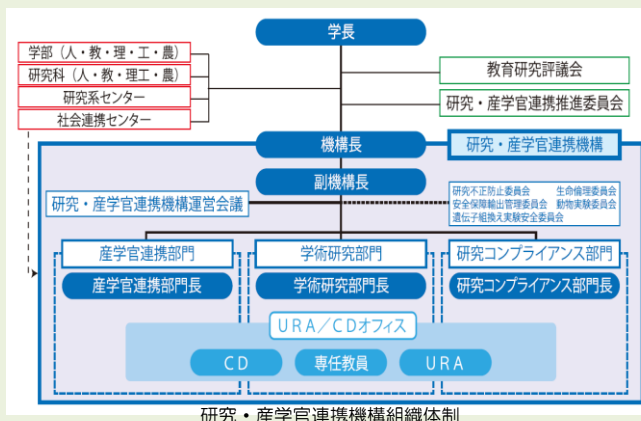 学長
学部（人・教・理・工・農）
研究科（人・教・理工・農）
研究系センター
社会連携センター
教育研究評議会
研究・産学官連携推進委員会
機構長
研究・産学官連携機構
副機構長
研究・産学官連携機構運営会議
研究不正防止委員会　生命倫理委員会
安全保障輸出管理委員会　動物実験委員会
遺伝子組換え実験安全委員会
産学官連携部門
学術研究部門
研究コンプライアンス部門
産学官連携部門長
学術研究部門長
研究コンプライアンス部門長
ＵＲＡ／ＣＤオフィス
ＣＤ
専任教員
ＵＲＡ
研究・産学官連携機構組織体制